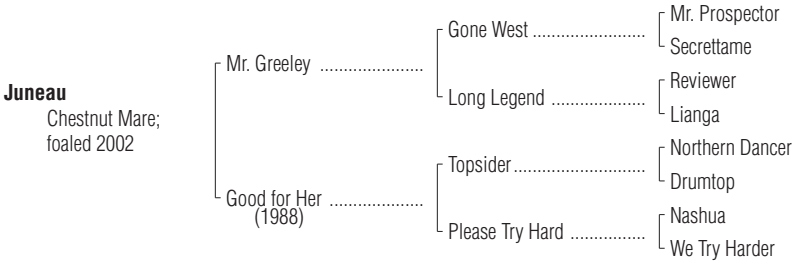 Juneau
Chestnut Mare;
foaled 2002
Mr. Greeley ......................
Good for Her ....................
(1988)
Gone West ........................
Long Legend ....................
Topsider............................
Please Try Hard ................
Mr. Prospector
Secrettame
Reviewer
Lianga
Northern Dancer
Drumtop
Nashua
We Try Harder